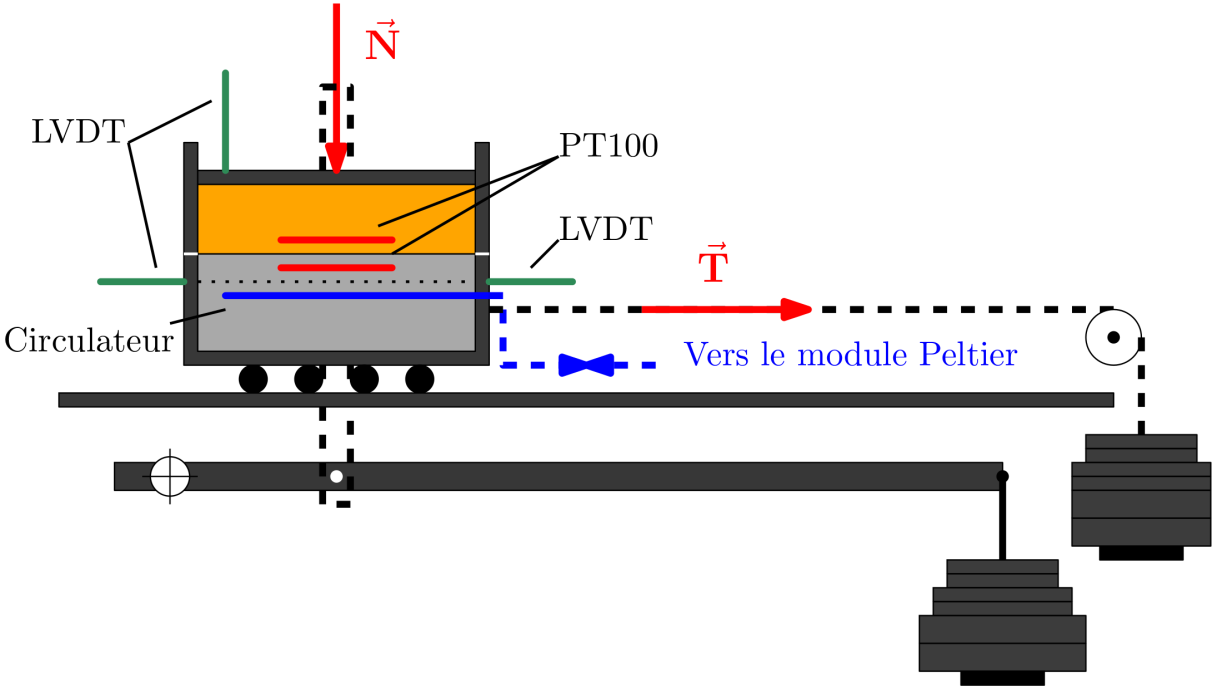 N⃗
LVDT
PT100
LVDT
T⃗
Circulateur
Vers le module Peltier